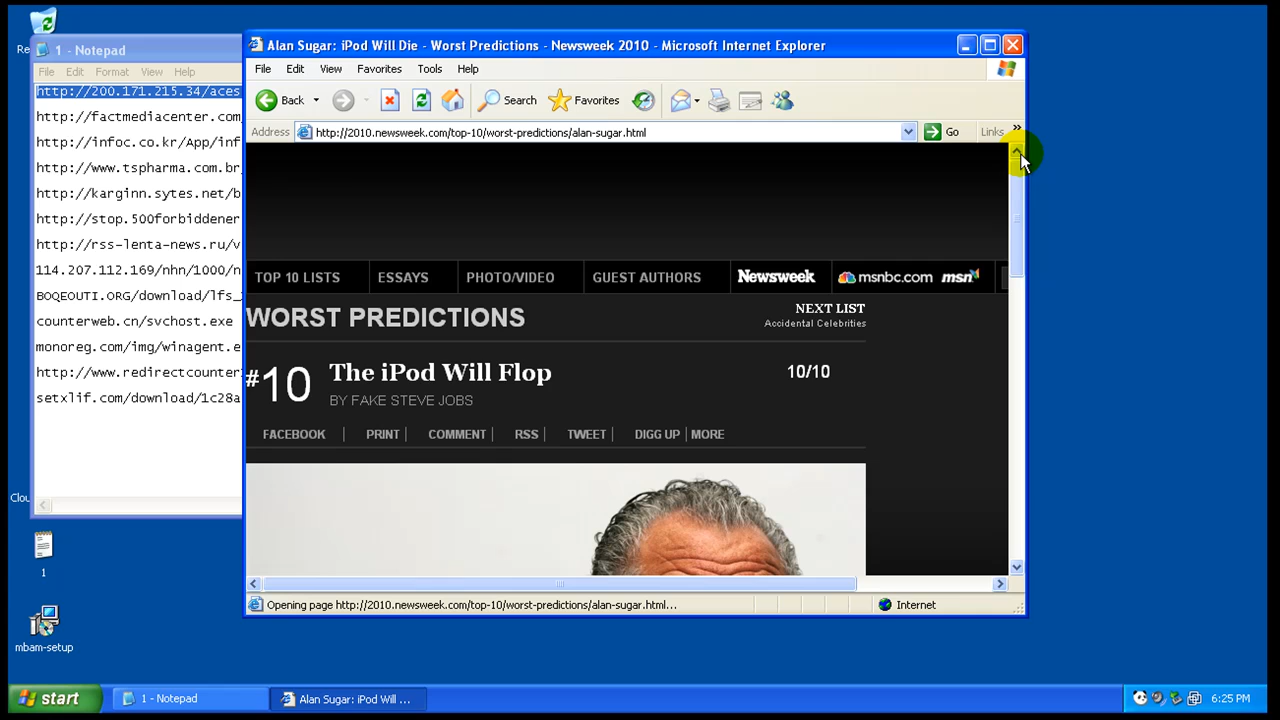 Re
1 - Notepad
File Edit Format View Help
http://200.171.215.34/aces
http://factmediacenter.com
http://infoc.co.kr/App/inf
http://www.tspharma.com.br
http://karginn.sytes.net/b
http://stop.500forbiddener
http://rss-lenta-news.ru/v
114.207.112.169/nhn/1000/n
BOQEOUTI.ORG/download/lfs_
counterweb.cn/svchost.exe
monoreg.com/img/winagent.e
http://www.redirectcounter
setxlif.com/download/1c28a
Clou
1
mbam-setup
Alan Sugar: iPod Will Die - Worst Predictions - Newsweek 2010 - Microsoft Internet Explorer
File Edit View Favorites Tools Help
Back Search Favorites
Address http://2010.newsweek.com/top-10/worst-predictions/alan-sugar.html Go Links »
TOP 10 LISTS ESSAYS PHOTO/VIDEO GUEST AUTHORS Newsweek msnbc.com msn
WORST PREDICTIONS
NEXT LIST
Accidental Celebrities
#10 The iPod Will Flop 10/10
BY FAKE STEVE JOBS
FACEBOOK | PRINT | COMMENT | RSS | TWEET | DIGG UP | MORE
Opening page http://2010.newsweek.com/top-10/worst-predictions/alan-sugar.html... Internet
start 1 - Notepad Alan Sugar: iPod Will ... 6:25 PM